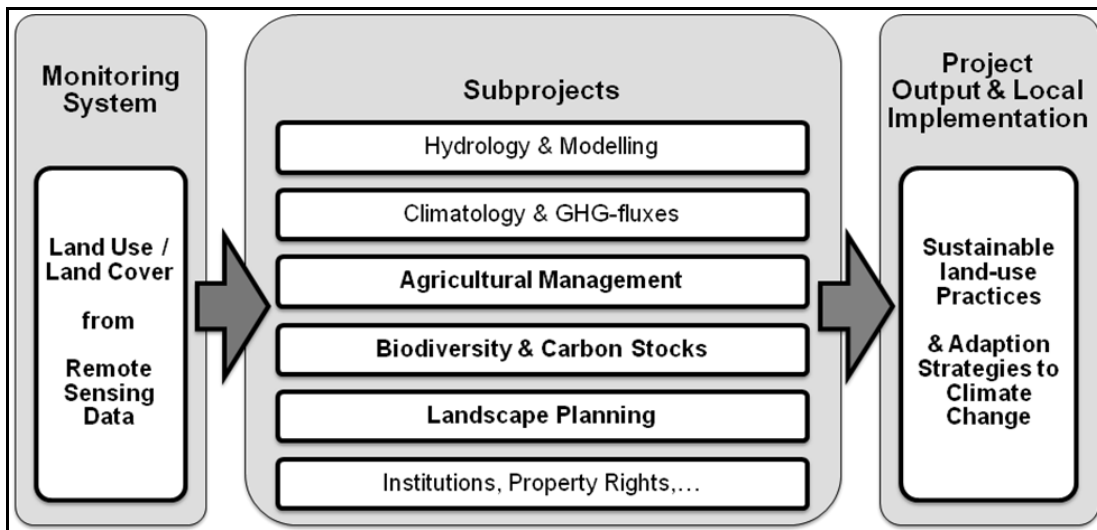 Monitoring
System
Land Use /
Land Cover
from
Remote
Sensing
Data
Subprojects
Hydrology & Modelling
Climatology & GHG-fluxes
Agricultural Management
Biodiversity & Carbon Stocks
Landscape Planning
Institutions, Property Rights,...
Project
Output & Local
Implementation
Sustainable
land-use
Practices
& Adaption
Strategies to
Climate
Change